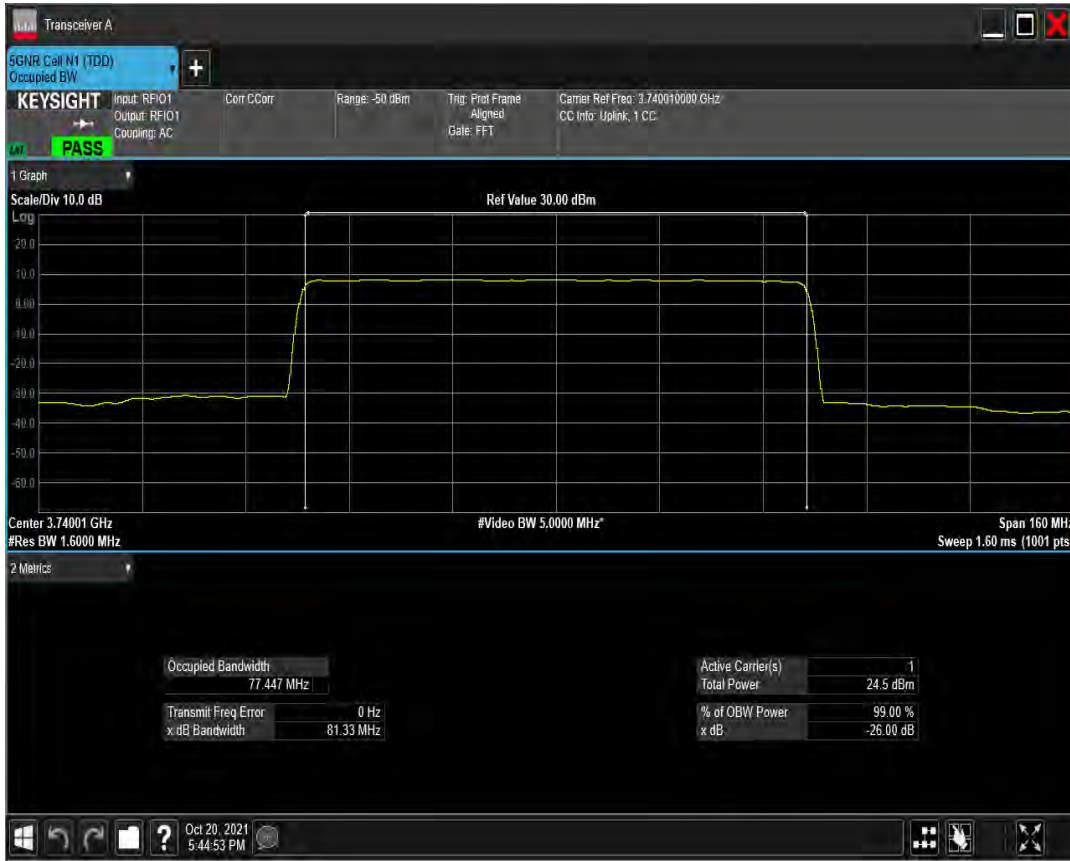 Transceiver A
5GNR Cell N1 (TDD)
Occupied BW
KEYSIGHT
PASS
Input: RFIO1
Output: RFIO1
Coupling: AC
Corr CCorr
Range: -50 dBm
Trig: Prot Frame
Aligned
Gate: FFT
Carrier Ref Freq: 3.740010000 GHz
CC Info: Uplink, 1 CC
1 Graph
Scale/Div 10.0 dB
Ref Value 30.00 dBm
Log
20.0
10.0
0.00
-10.0
-20.0
-30.0
-40.0
-50.0
-60.0
Center 3.74001 GHz
#Video BW 5.0000 MHz*
Span 160 MHz
#Res BW 1.6000 MHz
Sweep 1.60 ms (1001 pts
2 Metrics
Occupied Bandwidth
77.447 MHz
Transmit Freq Error 0 Hz
x dB Bandwidth 81.33 MHz
Active Carrier(s) 1
Total Power 24.5 dBm
% of OBW Power 99.00 %
x dB -26.00 dB
Oct 20, 2021
5:44:53 PM